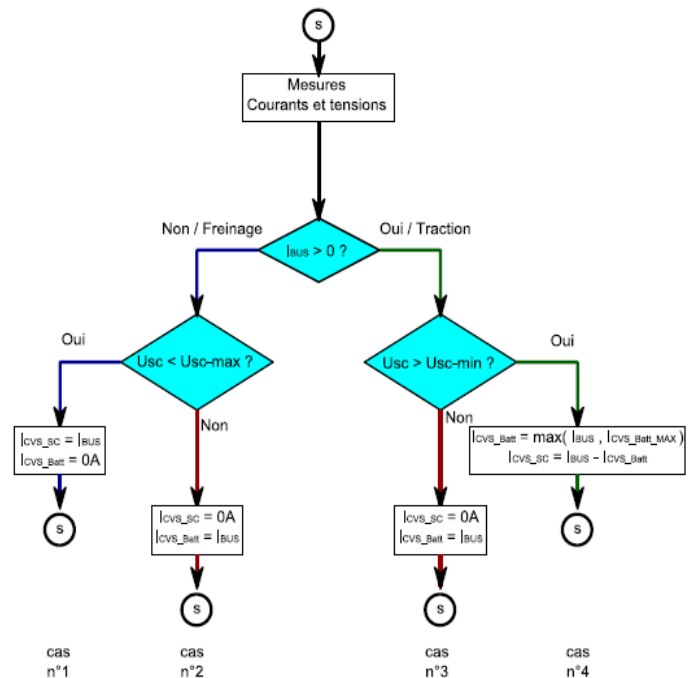 s
Mesures
Courants et tensions
Non / Freinage
Oui / Traction
IBUS > 0 ?
Oui
Usc < Usc-max ?
Usc > Usc-min ?
Oui
Non
Non
ICVS_SC = IBUS
ICVS_Batt = 0A
ICVS_Batt = max( IBUS , ICVS_Batt_MAX)
ICVS_SC = IBUS - ICVS_Batt
ICVS_SC = 0A
ICVS_Batt = IBUS
ICVS_SC = 0A
ICVS_Batt = IBUS
s
s
s
s
cas
n°1
cas
n°2
cas
n°3
cas
n°4